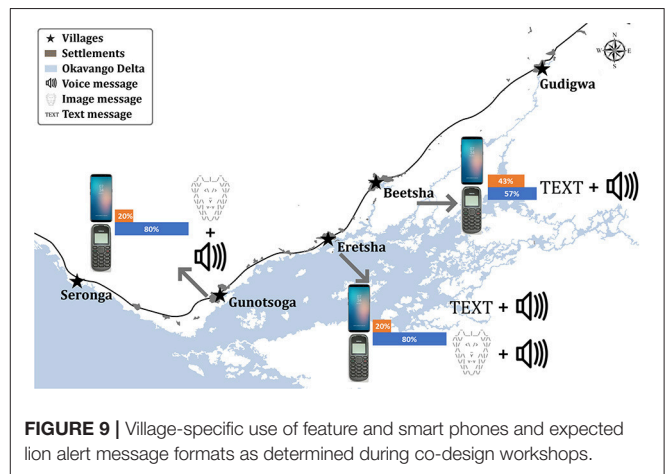 ★ Villages
Settlements
Okavango Delta
Voice message
Image message
TEXT Text message
N
W E
S
Gudigwa
Beetsha
43%
57%
TEXT +
20%
80%
+
Eretsha
Seronga
Gunotsoga
TEXT +
20%
80%
+
FIGURE 9 | Village-specific use of feature and smart phones and expected
lion alert message formats as determined during co-design workshops.